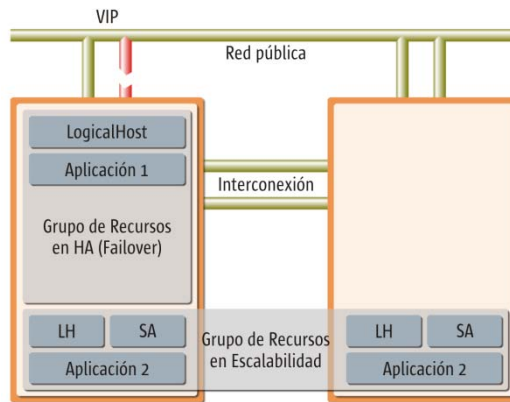 VIP
Red pública
LogicalHost
Aplicación 1
Interconexión
Grupo de Recursos
en HA (Failover)
LH
SA
Aplicación 2
Grupo de Recursos
en Escalabilidad
LH
SA
Aplicación 2